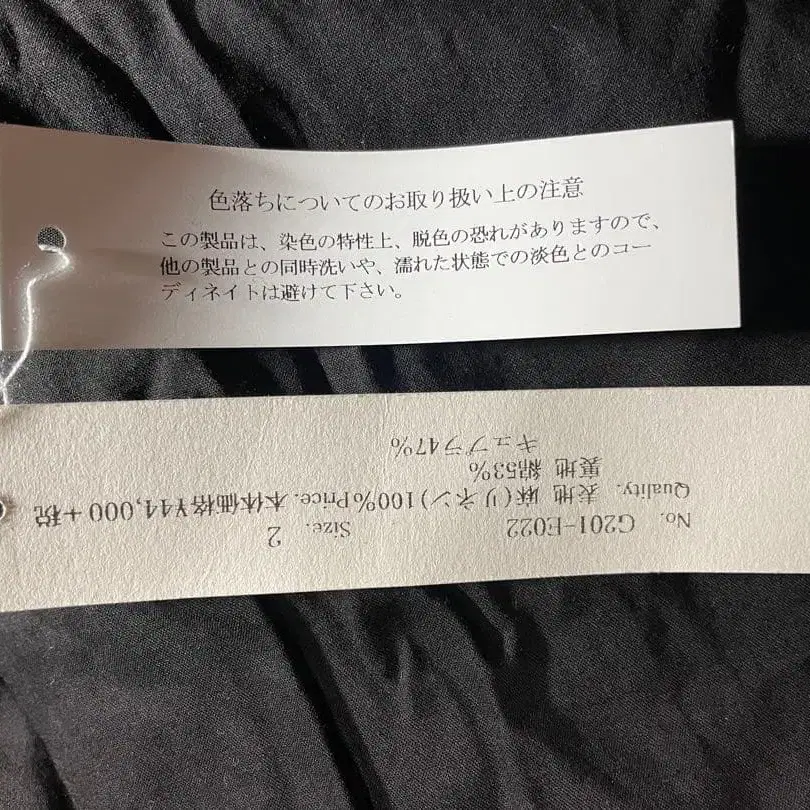 色落ちについてのお取り扱い上の注意
この製品は、染色の特性上、脱色の恐れがありますので、
他の製品との同時洗いや、濡れた状態での淡色とのコー
ディネイトは避けて下さい。
No. G201-E022 Size. 2
Quality. 表地 麻(リネン)100% Price. 本体価格¥44,000+税
裏地 綿53%
キュプラ47%